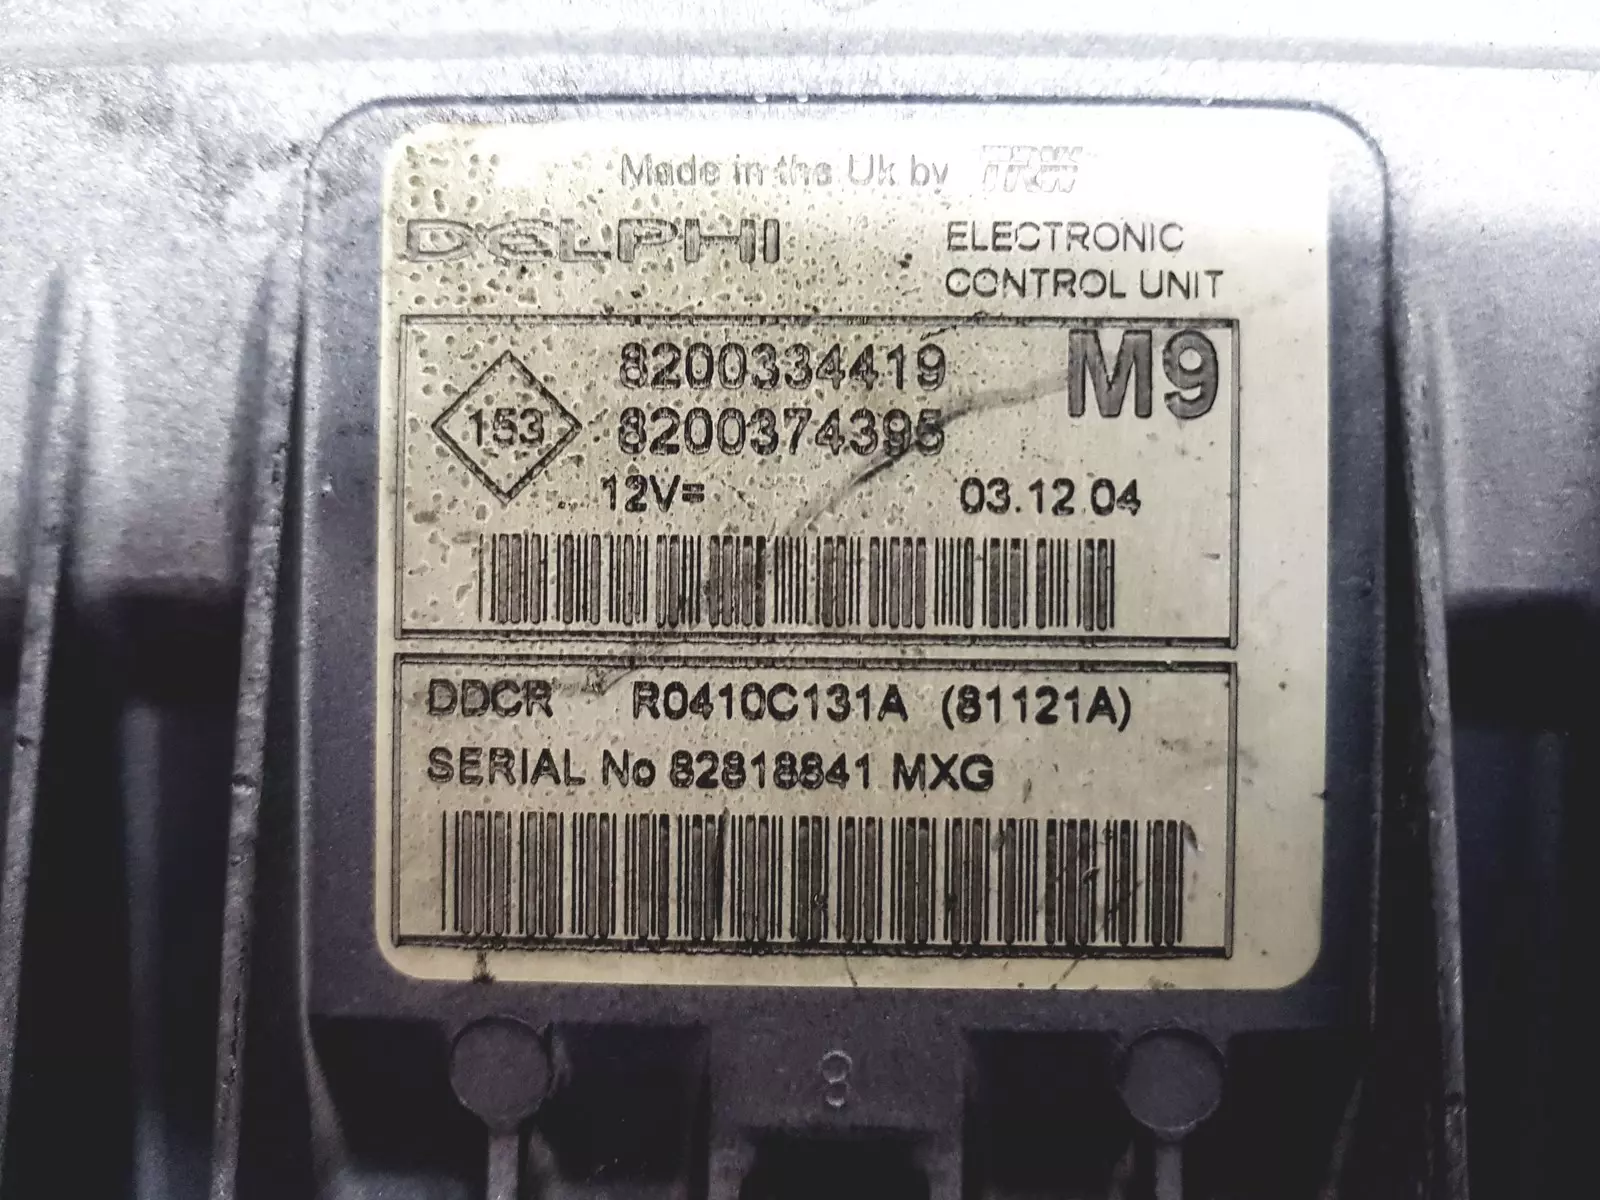 Made in the Uk by TRW
DELPHI
ELECTRONIC
CONTROL UNIT
8200334419
M9
153
8200374395
12V=
03.12.04
DDCR R0410C131A (81121A)
SERIAL No 82818841 MXG
8